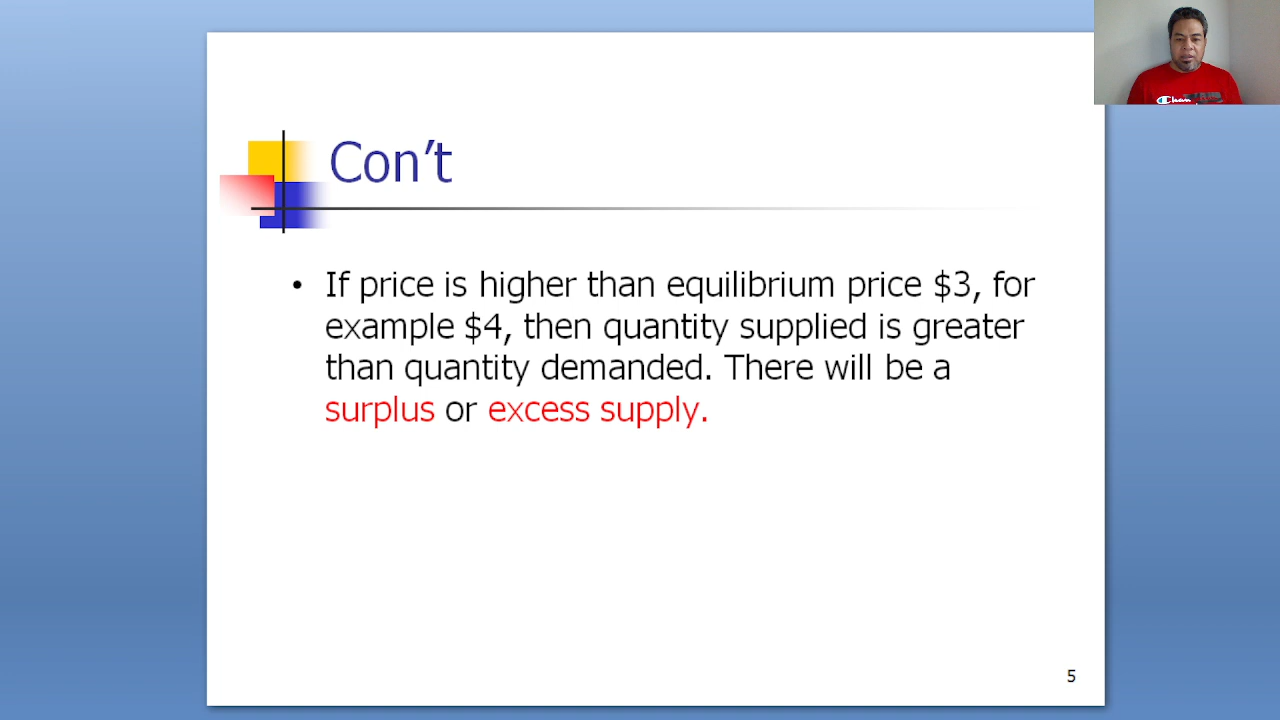 Con't
• If price is higher than equilibrium price $3, for
example $4, then quantity supplied is greater
than quantity demanded. There will be a
surplus or excess supply.
5